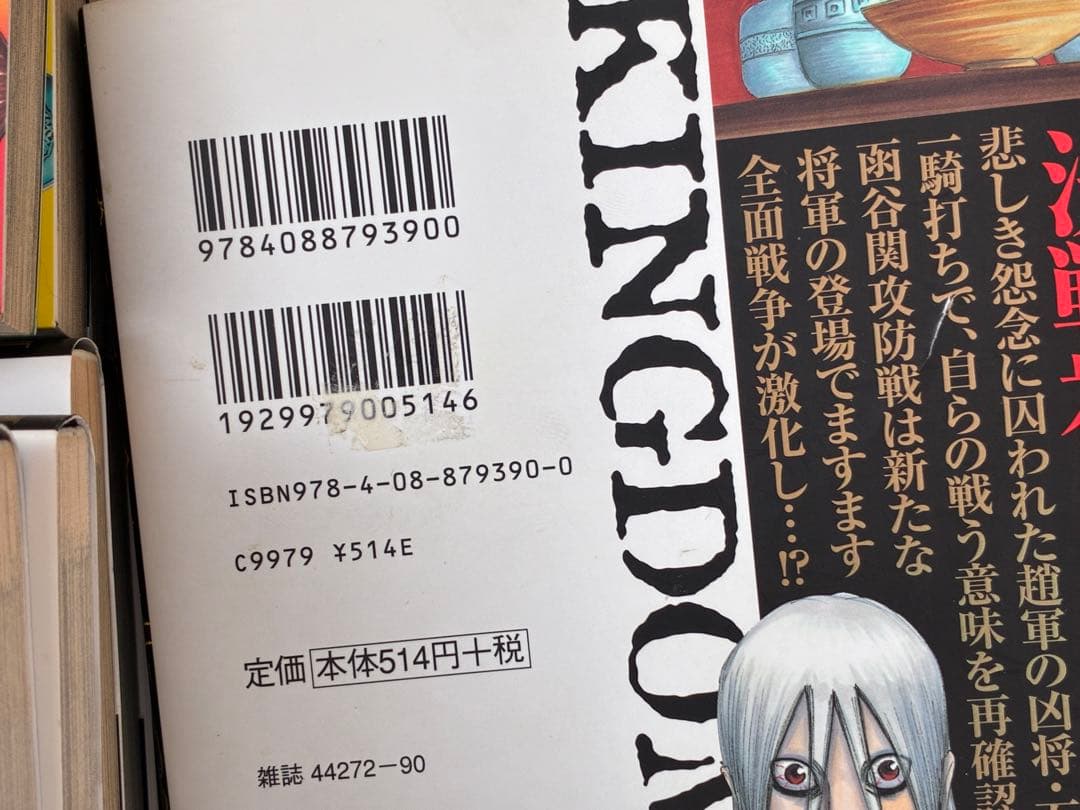 9784088793900
1929979005146
ISBN978-4-08-879390-0
C9979 ¥514E
定価 本体514円+税
雑誌 44272-90
KINGDOM
悲しき怨念に囚われた趙軍の凶将・
一騎打ちで、自らの戦う意味を再確認
函谷関攻防戦は新たな
将軍の登場でますます
全面戦争が激化し…!?